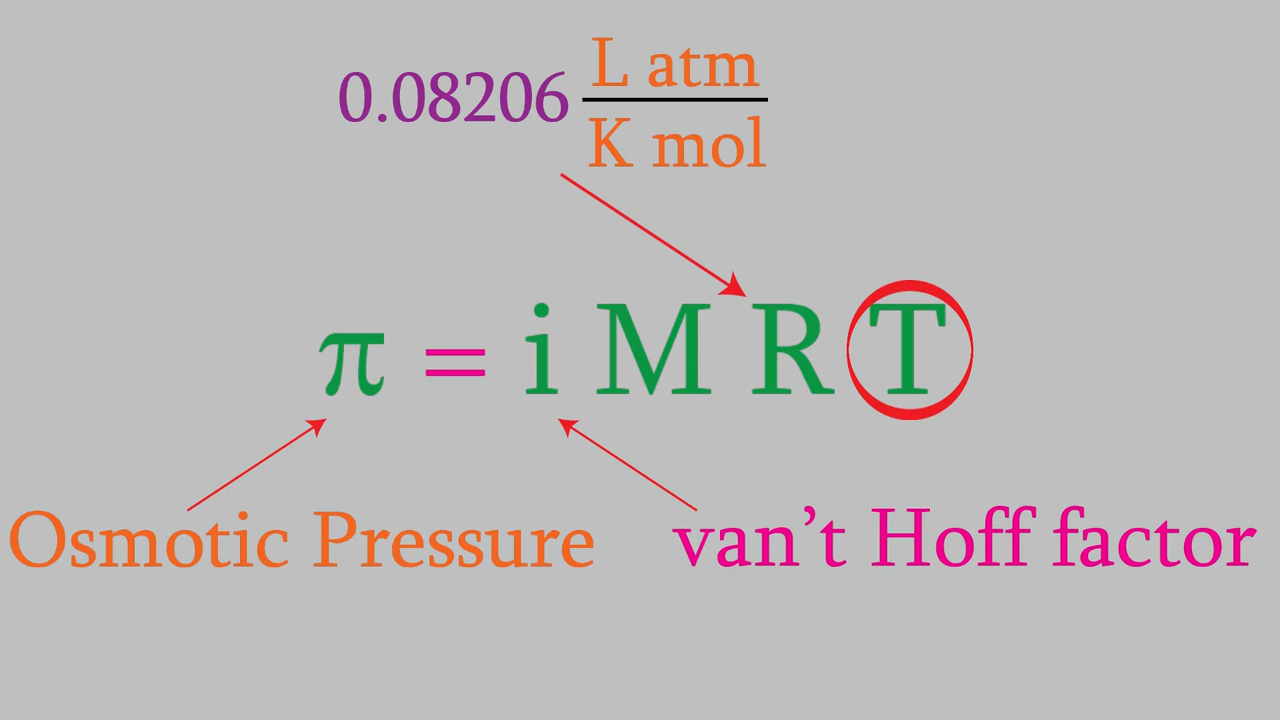 0.08206 L atm
K mol
π = i M R T
Osmotic Pressure
van’t Hoff factor